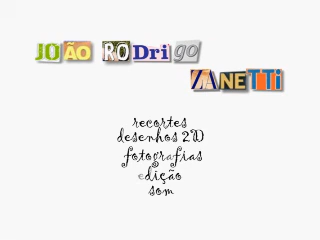 JOÃO RODrigo
ZANETTi
recortes
desenhos 2D
fotografias
edição
som